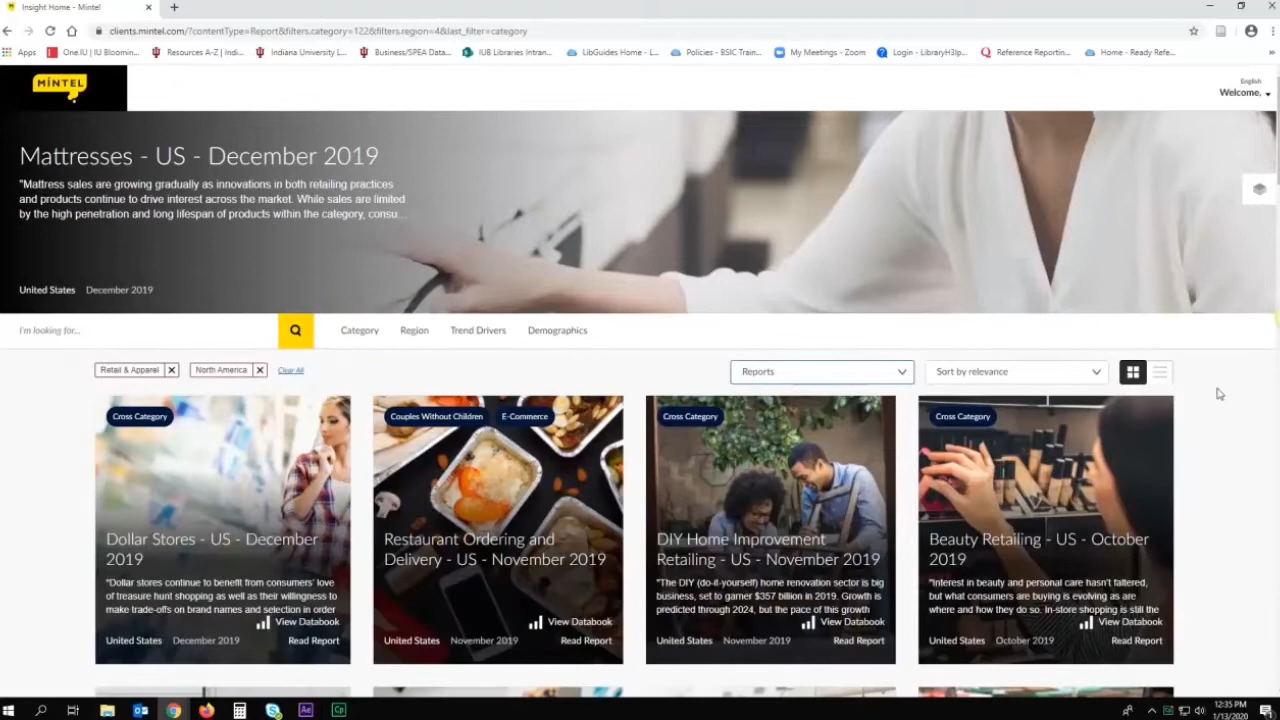 Insight Home - Mintel
clients.mintel.com/?contentType=Report&filters.category=122&filters.region=4&last_filter=category
Apps
One.IU | IU Bloomin...
Resources A-Z | Indi...
Indiana University L...
Business/SPEA Data...
IUB Libraries Intran...
LibGuides Home - L...
Policies - BSIC Train...
My Meetings - Zoom
Login - LibraryH3lp...
Reference Reportin...
Home - Ready Refe...
»
MINTEL
English
Welcome,
Mattresses - US - December 2019
"Mattress sales are growing gradually as innovations in both retailing practices
and products continue to drive interest across the market. While sales are limited
by the high penetration and long lifespan of products within the category, consu...
United States December 2019
I'm looking for...
Category
Region
Trend Drivers
Demographics
Retail & Apparel
North America
Clear All
Reports
Sort by relevance
Cross Category
Dollar Stores - US - December
2019
"Dollar stores continue to benefit from consumers' love
of treasure hunt shopping as well as their willingness to
make trade-offs on brand names and selection in order
View Databook
United States December 2019 Read Report
Couples Without Children E-Commerce
Restaurant Ordering and
Delivery - US - November 2019
View Databook
United States November 2019 Read Report
Cross Category
DIY Home Improvement
Retailing - US - November 2019
"The DIY (do-it-yourself) home renovation sector is big
business, set to garner $357 billion in 2019. Growth is
predicted through 2024, but the pace of this growth
View Databook
United States November 2019 Read Report
Cross Category
Beauty Retailing - US - October
2019
"Interest in beauty and personal care hasn't faltered,
but what consumers are buying is evolving as are
where and how they do so. In-store shopping is still the
View Databook
United States October 2019 Read Report
Ae
Cp
12:35 PM
1/13/2020